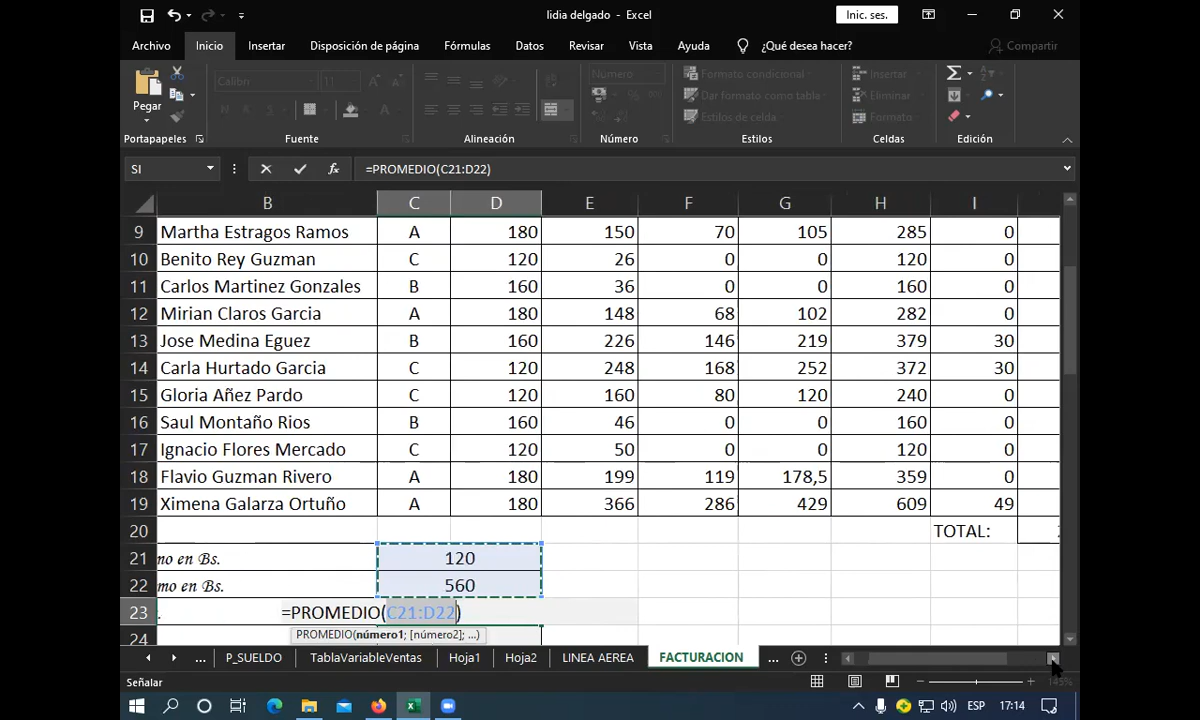 lidia delgado - Excel
Inic. ses.
Archivo Inicio Insertar Disposición de página Fórmulas Datos Revisar Vista Ayuda ¿Qué desea hacer? Compartir
Pegar
Calibri 11
Número
Formato condicional
Dar formato como tabla
Estilos de celda
Insertar
Eliminar
Formato
Portapapeles Fuente Alineación Número Estilos Celdas Edición
SI =PROMEDIO(C21:D22)
B C D E F G H I
9 Martha Estragos Ramos A 180 150 70 105 285 0
10 Benito Rey Guzman C 120 26 0 0 120 0
11 Carlos Martinez Gonzales B 160 36 0 0 160 0
12 Mirian Claros Garcia A 180 148 68 102 282 0
13 Jose Medina Eguez B 160 226 146 219 379 30
14 Carla Hurtado Garcia C 120 248 168 252 372 30
15 Gloria Añez Pardo C 120 160 80 120 240 0
16 Saul Montaño Rios B 160 46 0 0 160 0
17 Ignacio Flores Mercado C 120 50 0 0 120 0
18 Flavio Guzman Rivero A 180 199 119 178,5 359 0
19 Ximena Galarza Ortuño A 180 366 286 429 609 49
20 TOTAL:
21 mo en Bs. 120
22 mo en Bs. 560
23 . =PROMEDIO(C21:D22)
24 PROMEDIO(número1; [número2]; ...)
... P_SUELDO TablaVariableVentas Hoja1 Hoja2 LINEA AEREA FACTURACION ...
Señalar 145%
ESP 17:14